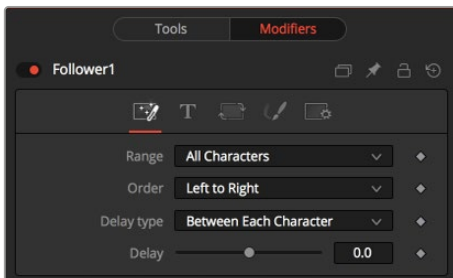 Tools Modifiers
Follower1
T
Range All Characters
Order Left to Right
Delay type Between Each Character
Delay 0.0